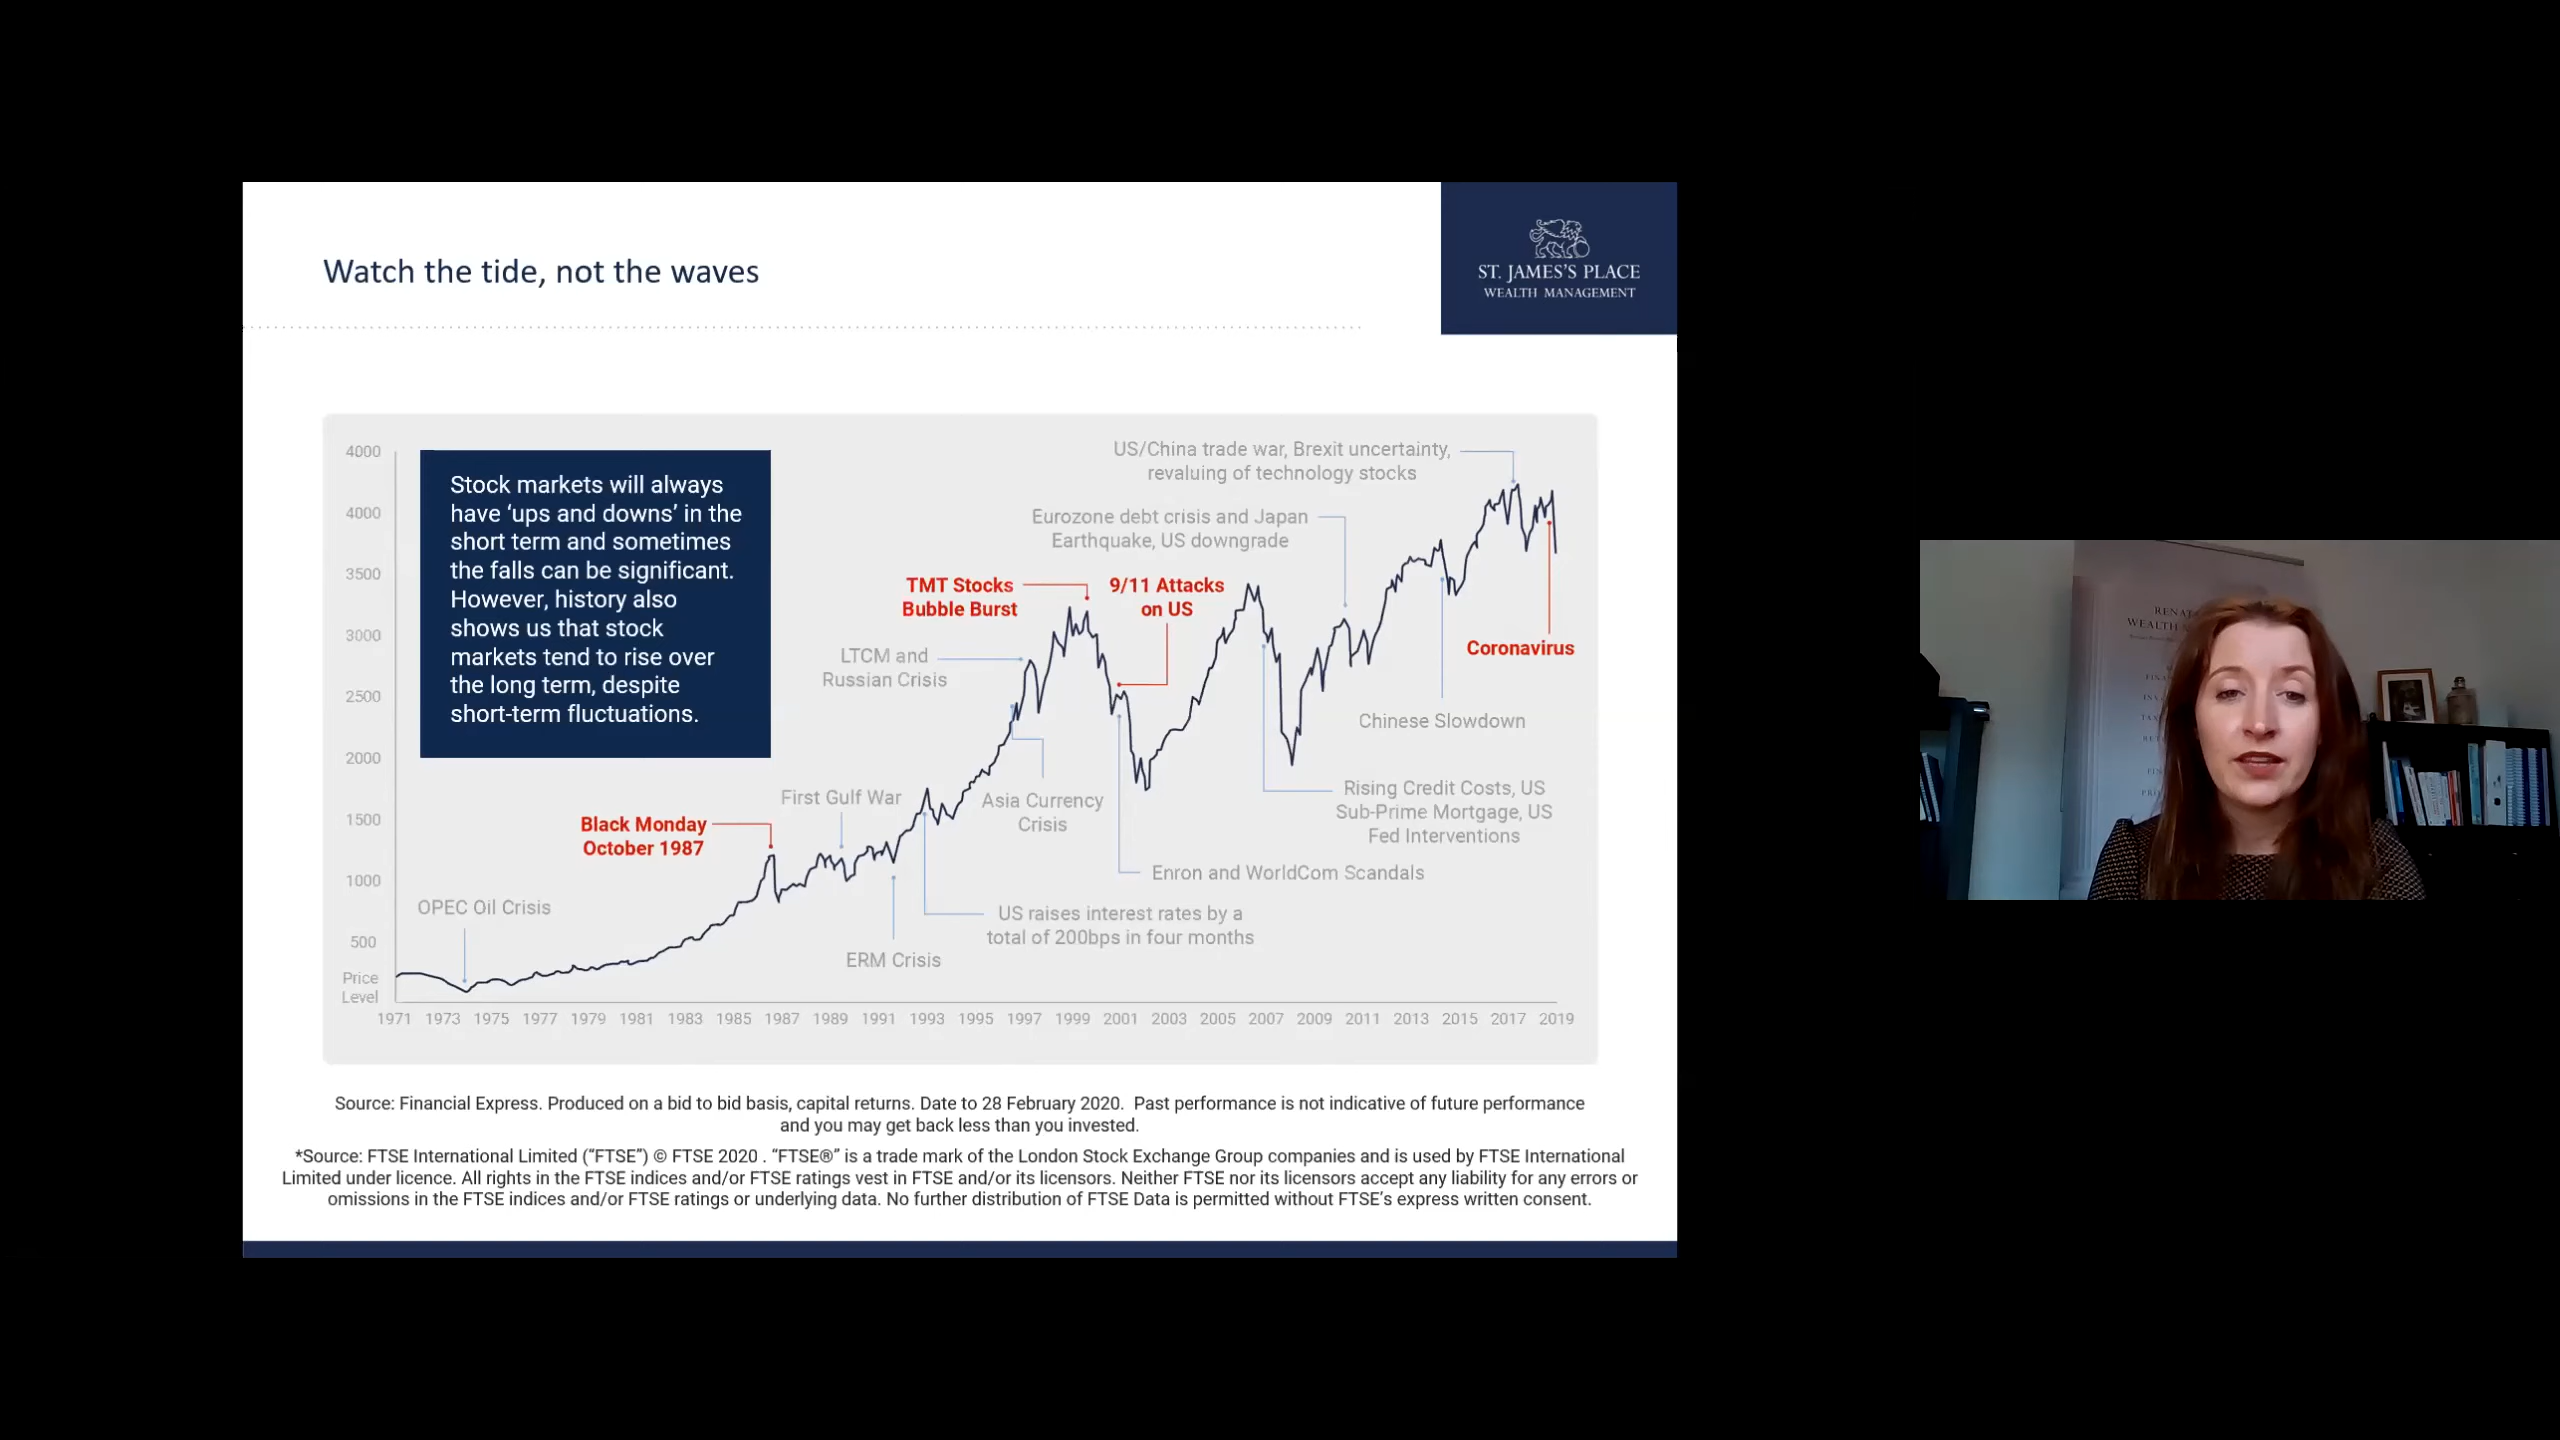 Watch the tide, not the waves
ST. JAMES'S PLACE
WEALTH MANAGEMENT
4000
4000
3500
3000
2500
2000
1500
1000
500
Price
Level
Stock markets will always
have ‘ups and downs’ in the
short term and sometimes
the falls can be significant.
However, history also
shows us that stock
markets tend to rise over
the long term, despite
short-term fluctuations.
US/China trade war, Brexit uncertainty,
revaluing of technology stocks
Eurozone debt crisis and Japan
Earthquake, US downgrade
TMT Stocks
Bubble Burst
9/11 Attacks
on US
LTCM and
Russian Crisis
Coronavirus
Chinese Slowdown
First Gulf War
Asia Currency
Crisis
Rising Credit Costs, US
Sub-Prime Mortgage, US
Fed Interventions
Black Monday
October 1987
Enron and WorldCom Scandals
OPEC Oil Crisis
US raises interest rates by a
total of 200bps in four months
ERM Crisis
1971 1973 1975 1977 1979 1981 1983 1985 1987 1989 1991 1993 1995 1997 1999 2001 2003 2005 2007 2009 2011 2013 2015 2017 2019
Source: Financial Express. Produced on a bid to bid basis, capital returns. Date to 28 February 2020. Past performance is not indicative of future performance
and you may get back less than you invested.
*Source: FTSE International Limited (“FTSE”) © FTSE 2020 . “FTSE®” is a trade mark of the London Stock Exchange Group companies and is used by FTSE International
Limited under licence. All rights in the FTSE indices and/or FTSE ratings vest in FTSE and/or its licensors. Neither FTSE nor its licensors accept any liability for any errors or
omissions in the FTSE indices and/or FTSE ratings or underlying data. No further distribution of FTSE Data is permitted without FTSE’s express written consent.
WEALTH